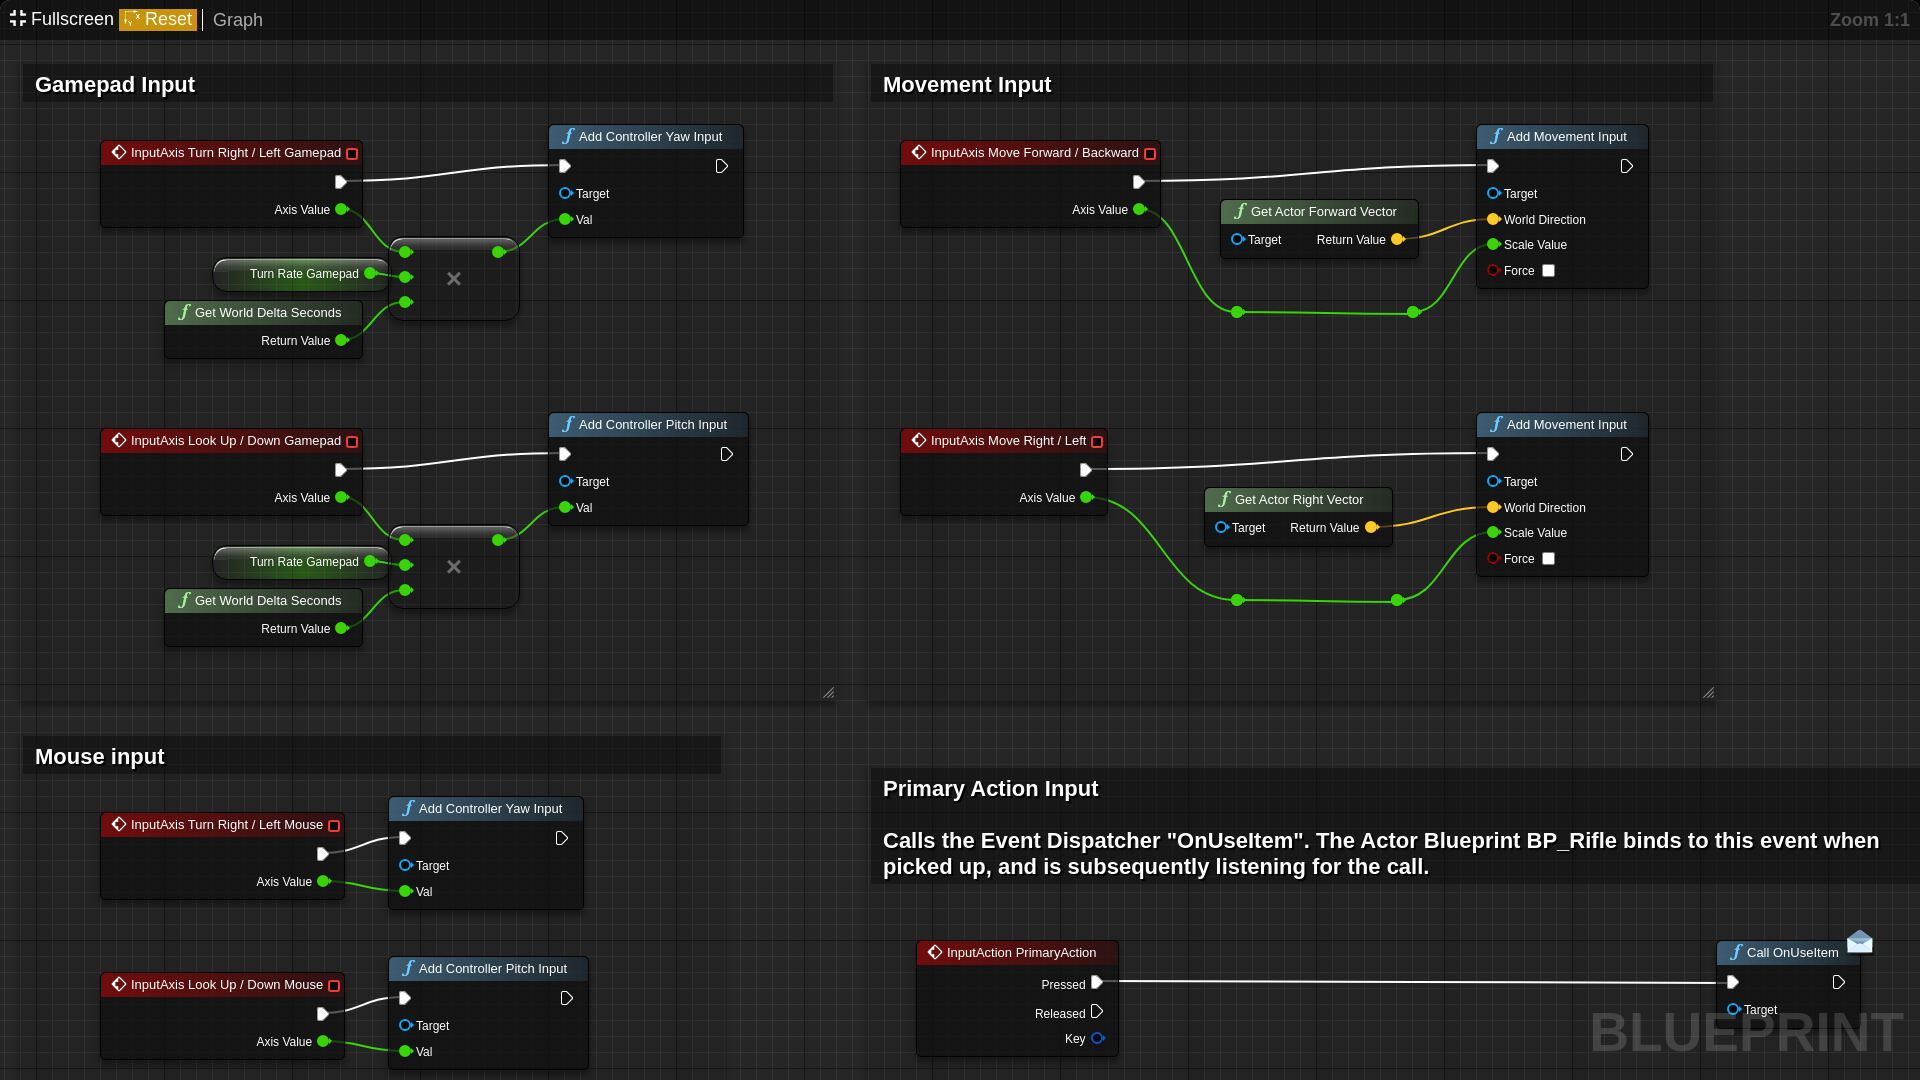 Fullscreen Reset Graph Zoom 1:1
Gamepad Input
InputAxis Turn Right / Left Gamepad
Axis Value
Add Controller Yaw Input
Target
Val
Turn Rate Gamepad
Get World Delta Seconds
Return Value
InputAxis Look Up / Down Gamepad
Axis Value
Add Controller Pitch Input
Target
Val
Turn Rate Gamepad
Get World Delta Seconds
Return Value
Movement Input
InputAxis Move Forward / Backward
Axis Value
Get Actor Forward Vector
Target Return Value
Add Movement Input
Target
World Direction
Scale Value
Force
InputAxis Move Right / Left
Axis Value
Get Actor Right Vector
Target Return Value
Add Movement Input
Target
World Direction
Scale Value
Force
Mouse input
InputAxis Turn Right / Left Mouse
Axis Value
Add Controller Yaw Input
Target
Val
InputAxis Look Up / Down Mouse
Axis Value
Add Controller Pitch Input
Target
Val
Primary Action Input
Calls the Event Dispatcher "OnUseItem". The Actor Blueprint BP_Rifle binds to this event when
picked up, and is subsequently listening for the call.
InputAction PrimaryAction
Pressed
Released
Key
Call OnUseItem
Target
BLUEPRINT